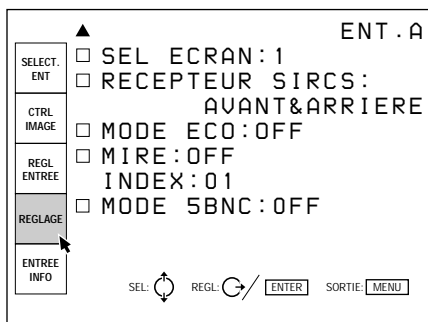 ENT.A
SELECT.
ENT
CTRL
IMAGE
REGL
ENTREE
REGLAGE
ENTREE
INFO
SEL ECRAN:1
RECEPTEUR SIRCS:
AVANT&ARRIERE
MODE ECO:OFF
MIRE:OFF
INDEX:01
MODE 5BNC:OFF
SEL: REGL: ENTER SORTIE: MENU